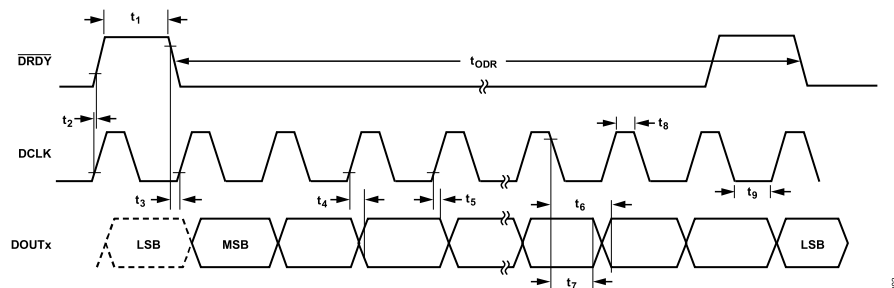 t1
DRDY
tODR
t2
t8
DCLK
t3
t4
t5
t6
t9
DOUTx
LSB
MSB
LSB
t7